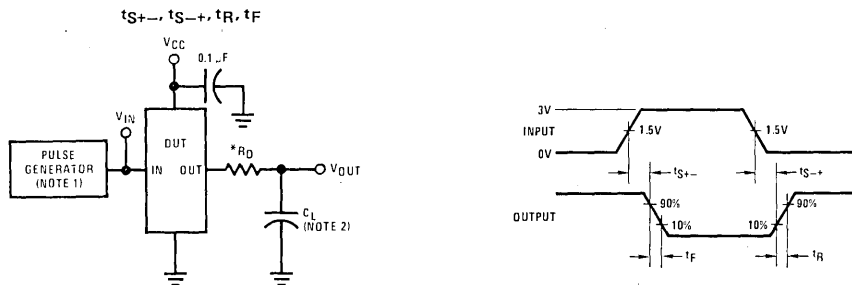 tS+−, tS−+, tR, tF
VCC
0.1 µF
VIN
DUT
*RD
PULSE
GENERATOR
(NOTE 1)
IN
OUT
VOUT
CL
(NOTE 2)
3V
INPUT
1.5V
1.5V
0V
tS+−
tS−+
90%
90%
OUTPUT
10%
10%
tF
tR